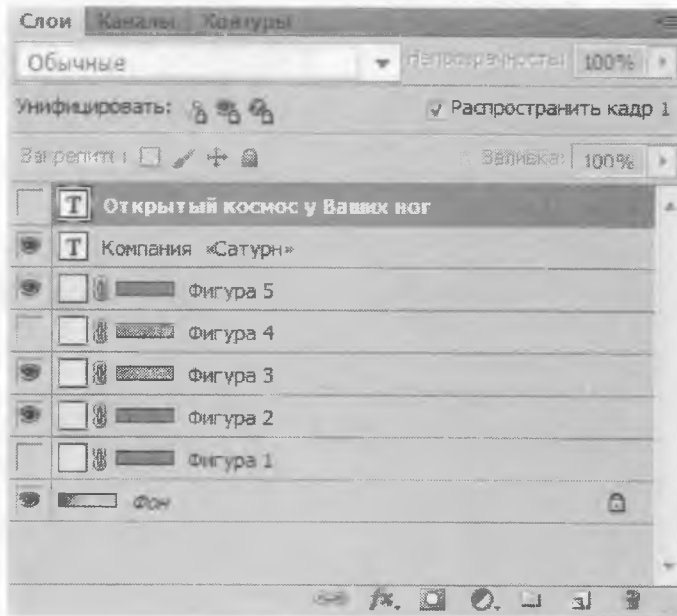 Слои Каналы Контуры
Обычные Непрозрачность: 100%
Унифицировать: Распространить кадр 1
Закрепить: Заливка: 100%
T Открытый космос у Ваших ног
T Компания «Сатурн»
Фигура 5
Фигура 4
Фигура 3
Фигура 2
Фигура 1
Фон
fx.